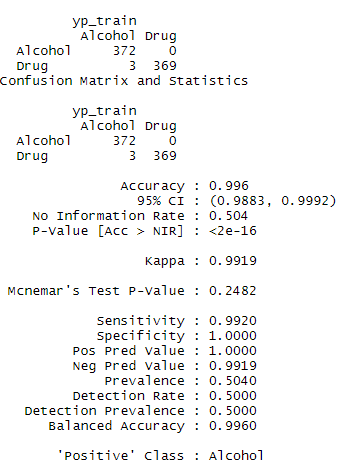 yp_train
Alcohol Drug
Alcohol 372 0
Drug 3 369
Confusion Matrix and Statistics
yp_train
Alcohol Drug
Alcohol 372 0
Drug 3 369
Accuracy : 0.996
95% CI : (0.9883, 0.9992)
No Information Rate : 0.504
P-Value [Acc > NIR] : <2e-16
Kappa : 0.9919
Mcnemar's Test P-Value : 0.2482
Sensitivity : 0.9920
Specificity : 1.0000
Pos Pred Value : 1.0000
Neg Pred Value : 0.9919
Prevalence : 0.5040
Detection Rate : 0.5000
Detection Prevalence : 0.5000
Balanced Accuracy : 0.9960
'Positive' Class : Alcohol